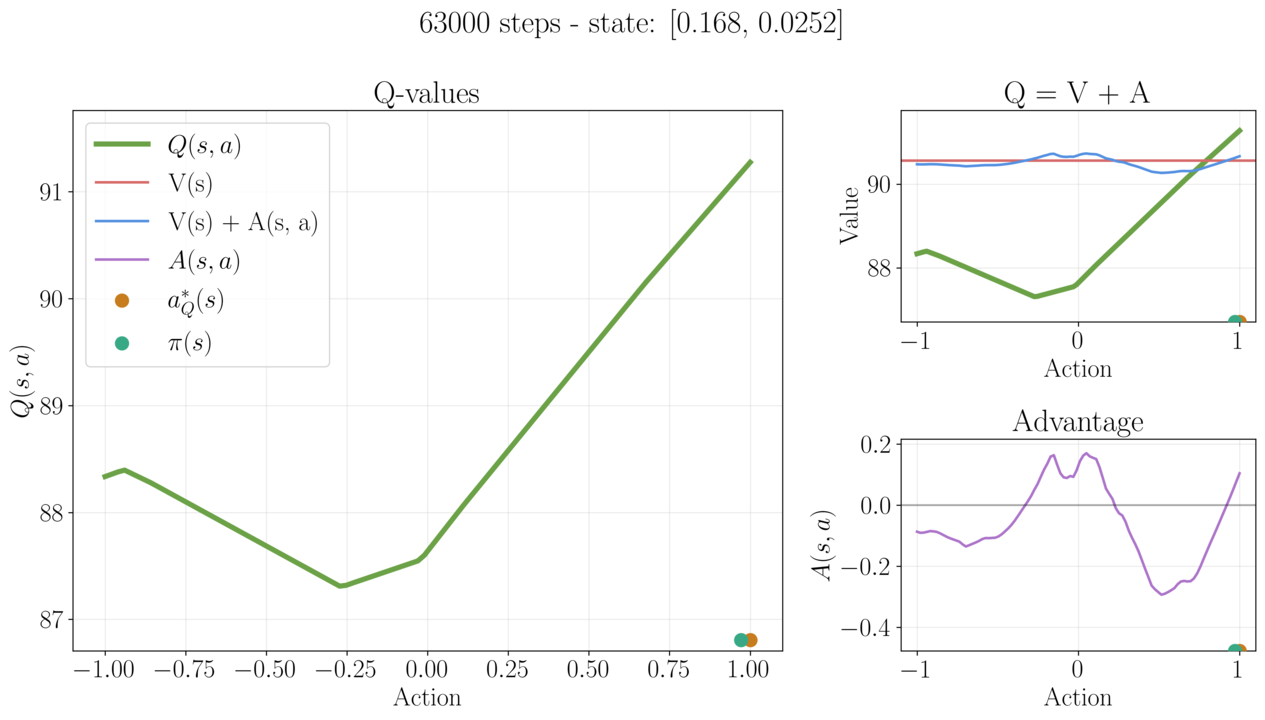 63000 steps - state: [0.168, 0.0252]
Q-values
Q(s, a)
V(s)
V(s) + A(s, a)
A(s, a)
a*Q(s)
π(s)
91
90
89
88
87
Q(s, a)
−1.00 −0.75 −0.50 −0.25 0.00 0.25 0.50 0.75 1.00
Action
Q = V + A
90
88
Value
−1 0 1
Action
Advantage
0.2
0.0
−0.2
−0.4
A(s, a)
−1 0 1
Action